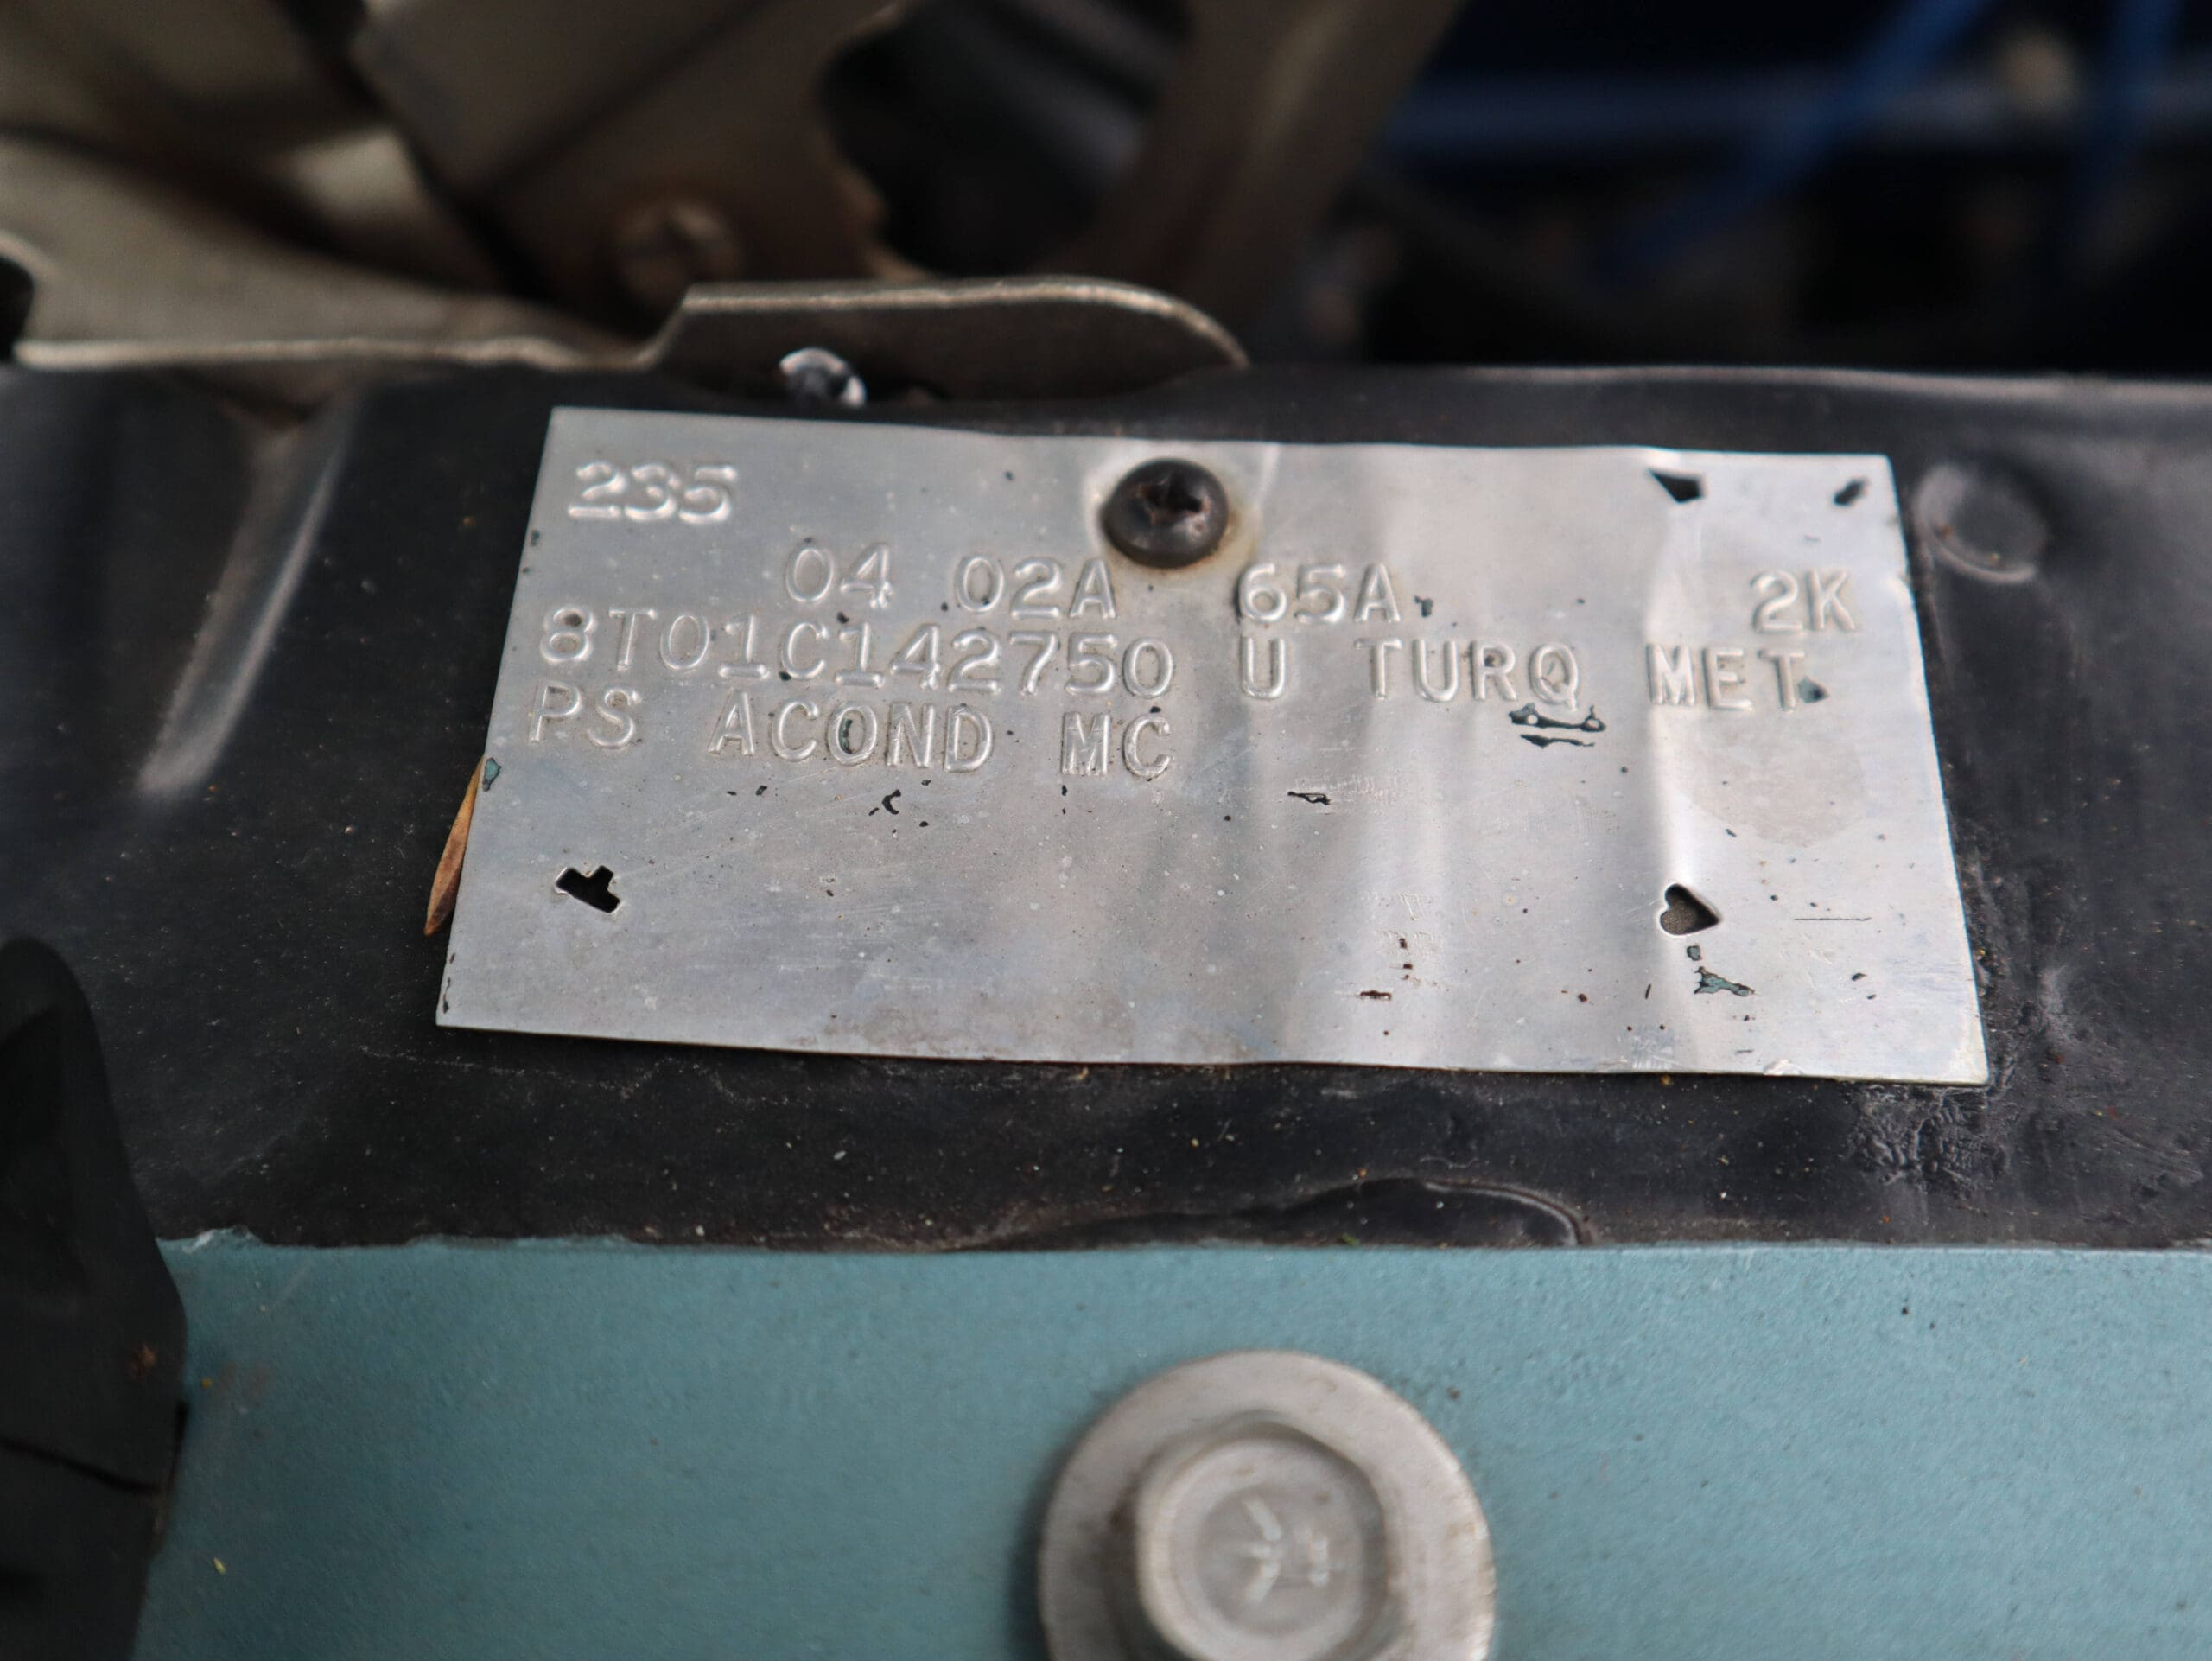 235
04 02A 65A 2K
8T01C142750 U TURQ MET
PS ACOND MC